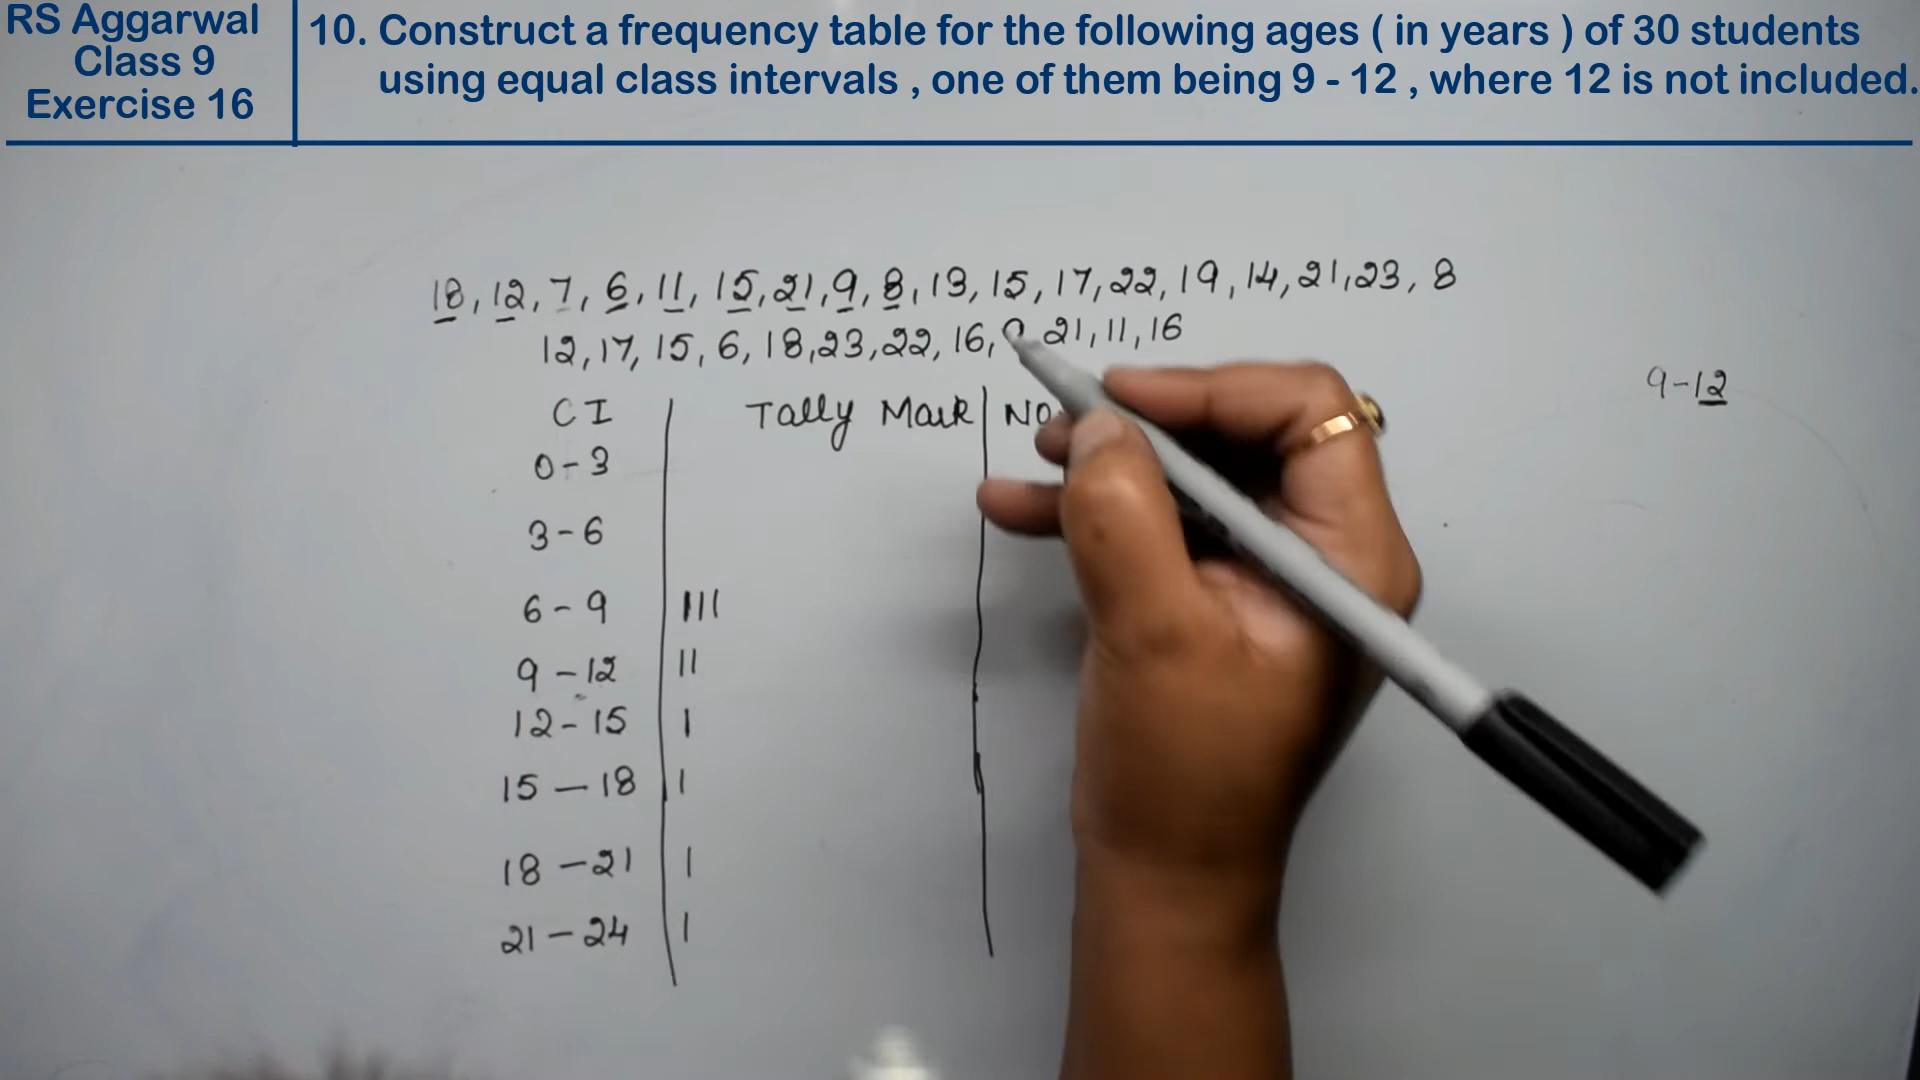 RS Aggarwal
Class 9
Exercise 16
10. Construct a frequency table for the following ages ( in years ) of 30 students
using equal class intervals , one of them being 9 - 12 , where 12 is not included.
18, 12, 7, 6, 11, 15, 21, 9, 8, 13, 15, 17, 22, 19, 14, 21, 23, 8
12, 17, 15, 6, 18, 23, 22, 16, 21, 11, 16
9-12
CI Tally Mark No
0-3
3-6
6-9 |||
9-12 ||
12-15 |
15-18 |
18-21 |
21-24 |